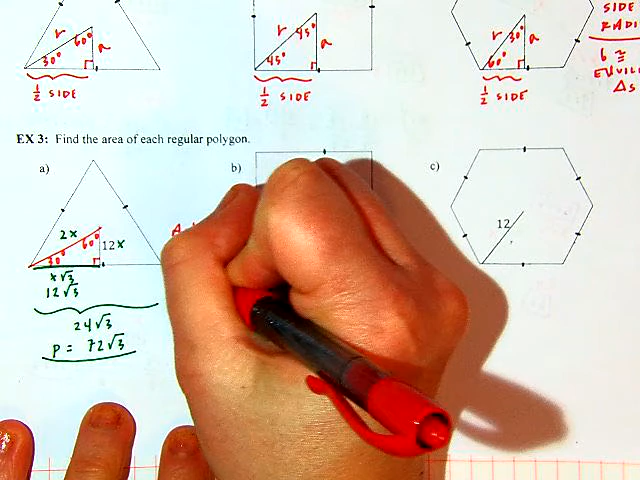 SIDE
RADI
r 60° a
30°
1/2 SIDE
r 45° a
45°
1/2 SIDE
r 30° a
60°
1/2 SIDE
6 ≅
Δs
EX 3: Find the area of each regular polygon.
a)
b)
c)
2x
60° 12 x
30°
x√3
12√3
24√3
P = 72√3
12